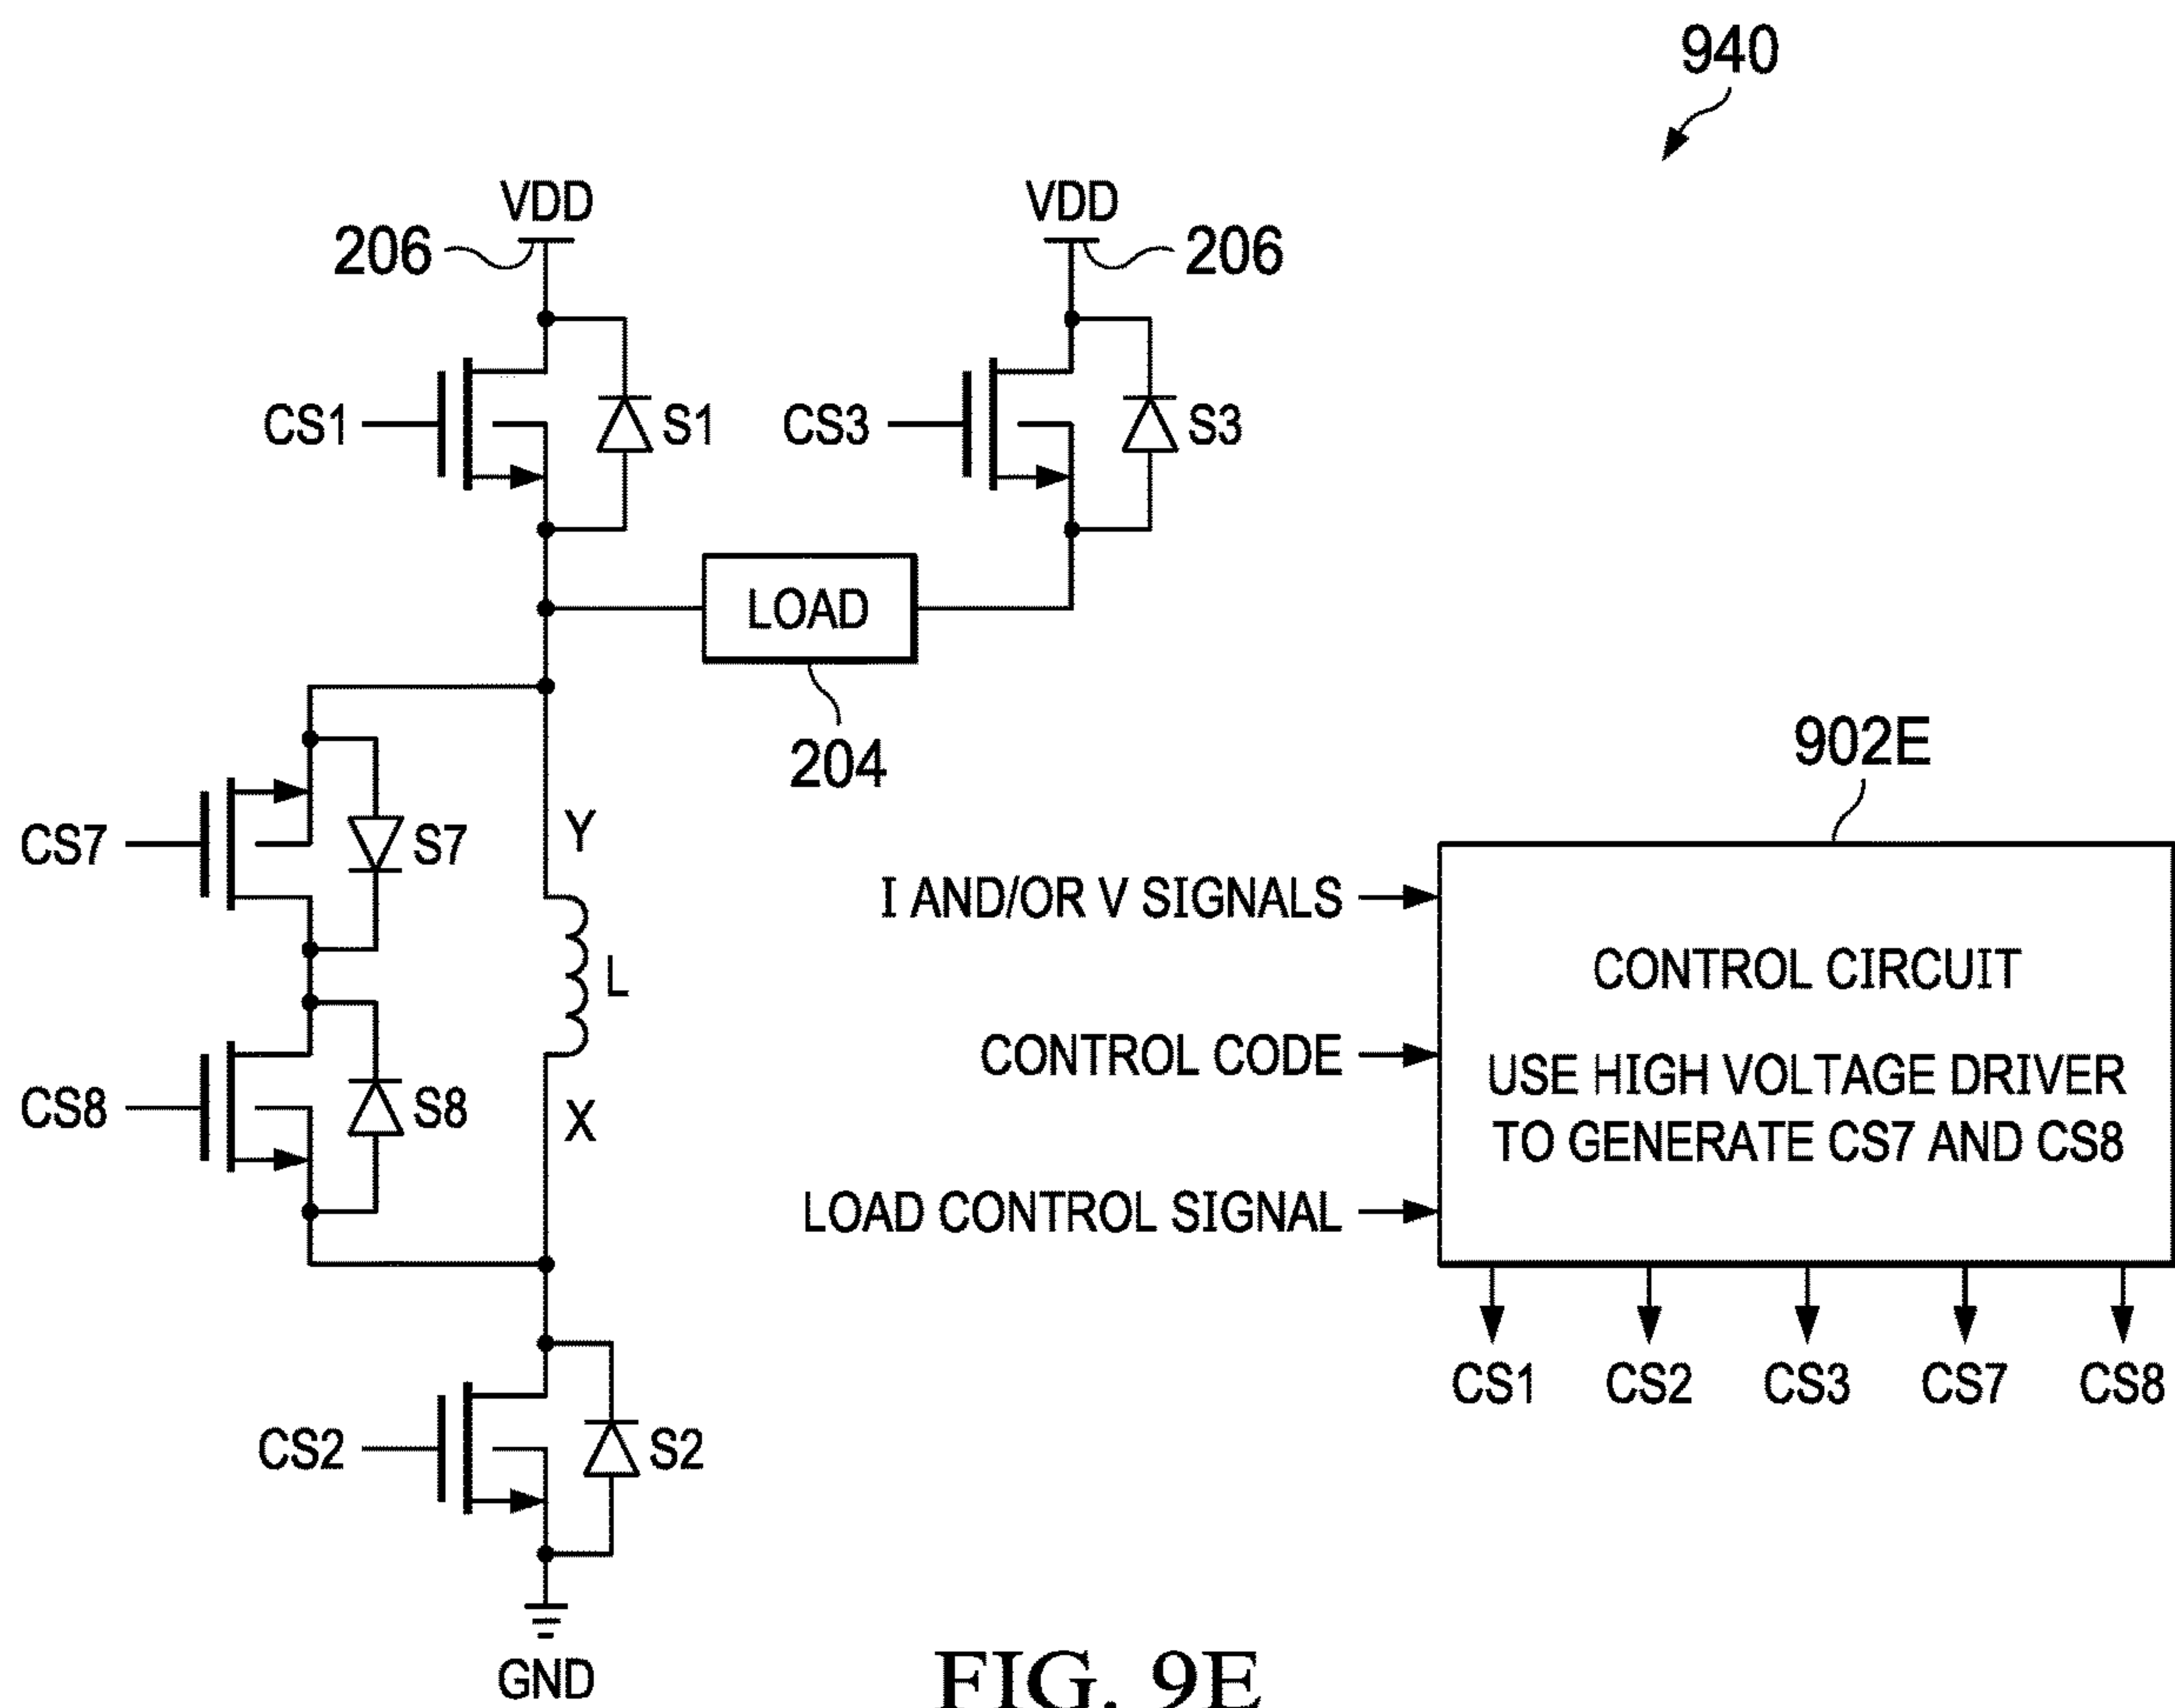 940
VDD
VDD
206
206
CS1
S1
CS3
S3
LOAD
204
CS7
S7
Y
L
CS8
S8
X
CS2
S2
GND
902E
I AND/OR V SIGNALS
CONTROL CODE
LOAD CONTROL SIGNAL
CONTROL CIRCUIT
USE HIGH VOLTAGE DRIVER
TO GENERATE CS7 AND CS8
CS1
CS2
CS3
CS7
CS8
FIG. 9E